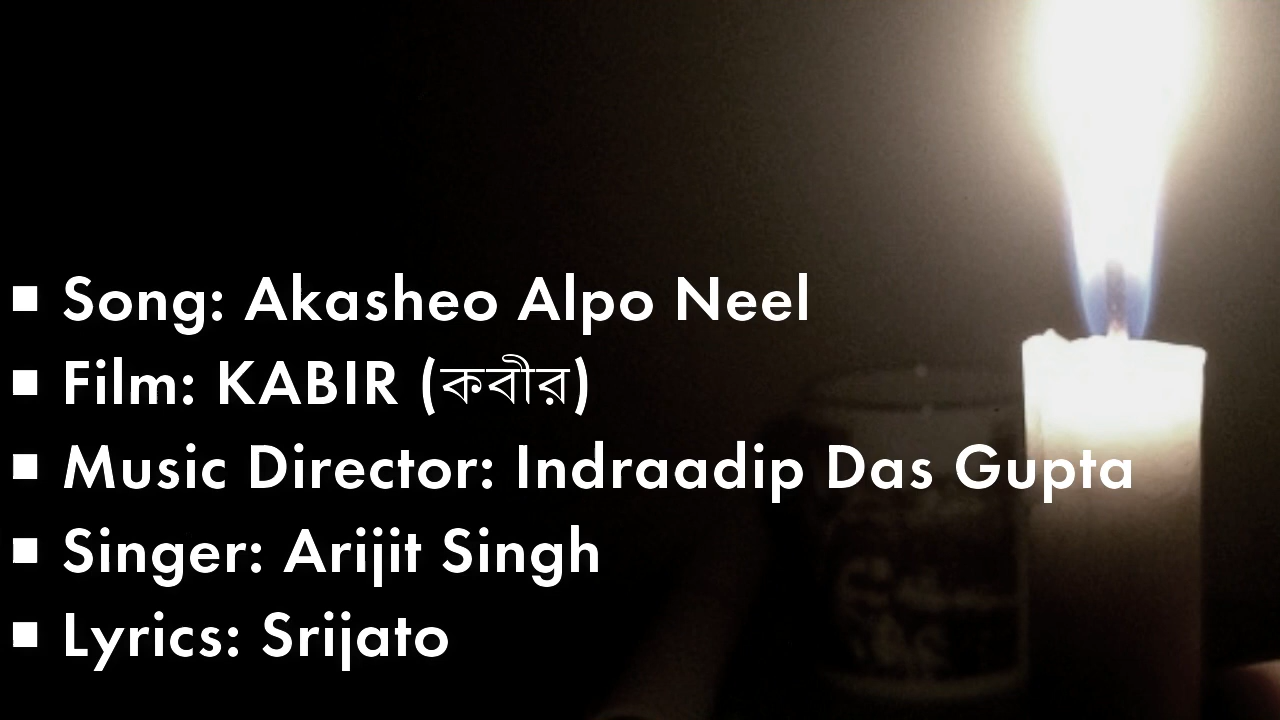 ▪ Song: Akasheo Alpo Neel
▪ Film: KABIR (কবীর)
▪ Music Director: Indraadip Das Gupta
▪ Singer: Arijit Singh
▪ Lyrics: Srijato